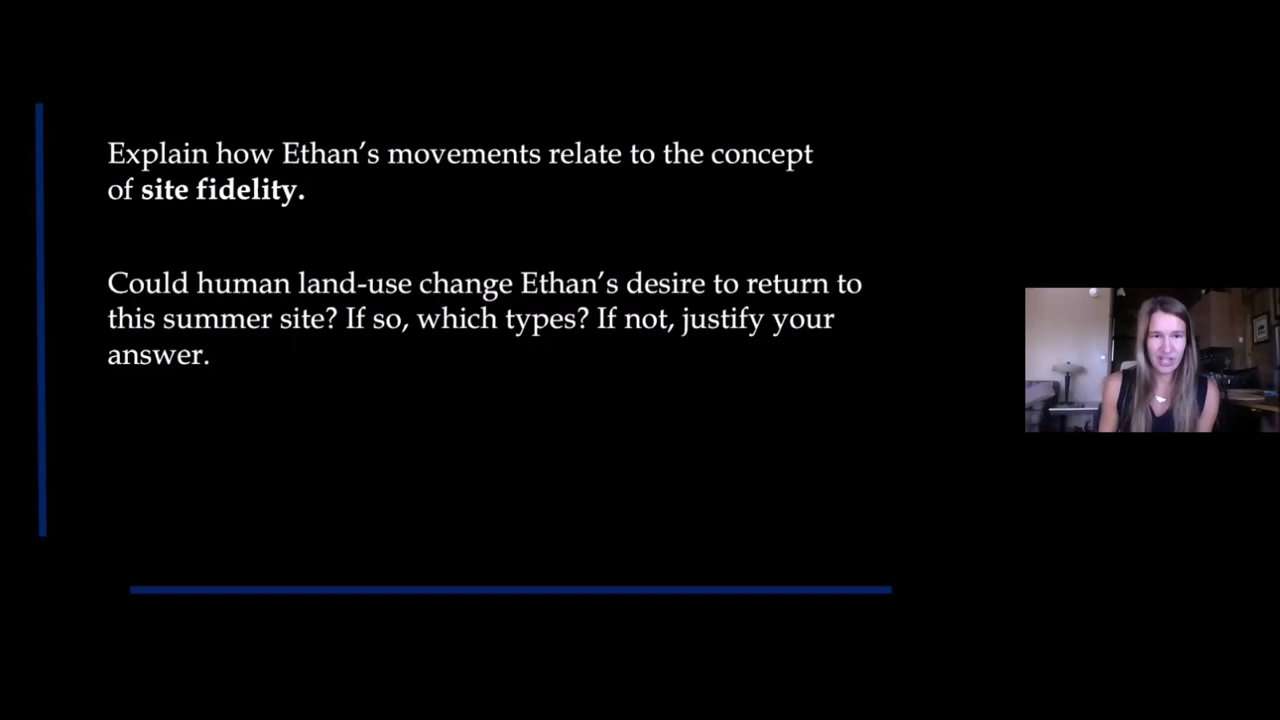 Explain how Ethan’s movements relate to the concept
of site fidelity.
Could human land-use change Ethan’s desire to return to
this summer site? If so, which types? If not, justify your
answer.